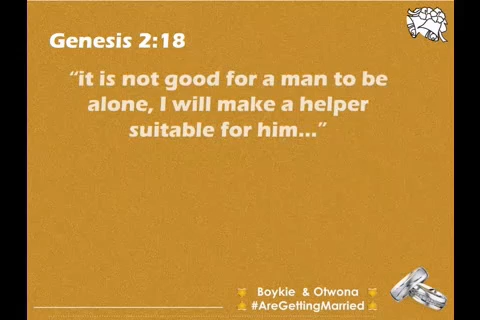 Genesis 2:18
“it is not good for a man to be
alone, I will make a helper
suitable for him...”
Boykie & Otwona
#AreGettingMarried